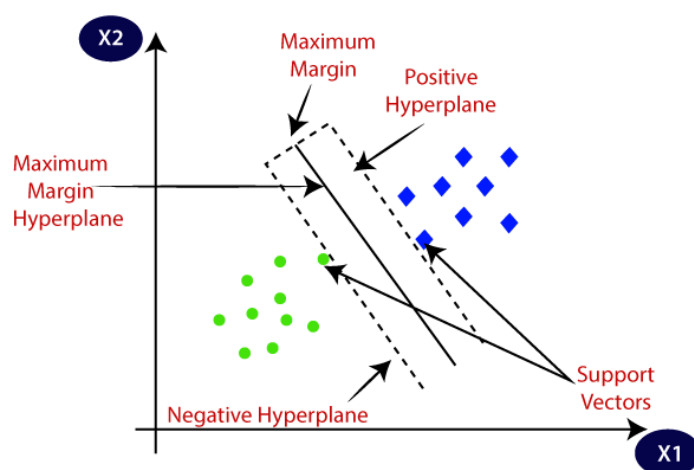 X2
Maximum
Margin
Positive
Hyperplane
Maximum
Margin
Hyperplane
Support
Vectors
Negative Hyperplane
X1